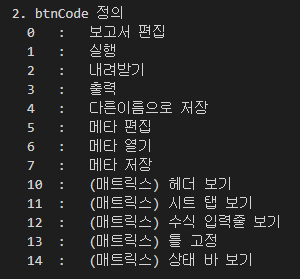 2. btnCode 정의
0 : 보고서 편집
1 : 실행
2 : 내려받기
3 : 출력
4 : 다른이름으로 저장
5 : 메타 편집
6 : 메타 열기
7 : 메타 저장
10 : (매트릭스) 헤더 보기
11 : (매트릭스) 시트 탭 보기
12 : (매트릭스) 수식 입력줄 보기
13 : (매트릭스) 틀 고정
14 : (매트릭스) 상태 바 보기